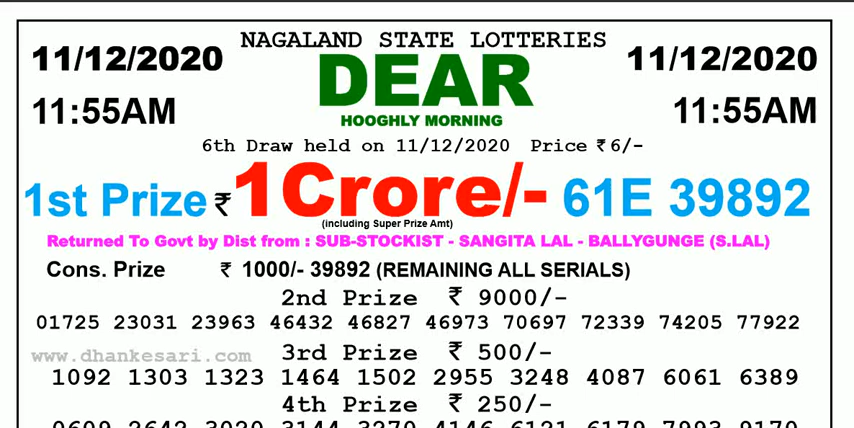 NAGALAND STATE LOTTERIES
11/12/2020 DEAR 11/12/2020
11:55AM HOOGHLY MORNING 11:55AM
6th Draw held on 11/12/2020 Price ₹6/-
1st Prize ₹ 1Crore/- 61E 39892
(including Super Prize Amt)
Returned To Govt by Dist from : SUB-STOCKIST - SANGITA LAL - BALLYGUNGE (S.LAL)
Cons. Prize ₹ 1000/- 39892 (REMAINING ALL SERIALS)
2nd Prize ₹ 9000/-
01725 23031 23963 46432 46827 46973 70697 72339 74205 77922
www.dhankesari.com 3rd Prize ₹ 500/-
1092 1303 1323 1464 1502 2955 3248 4087 6061 6389
4th Prize ₹ 250/-